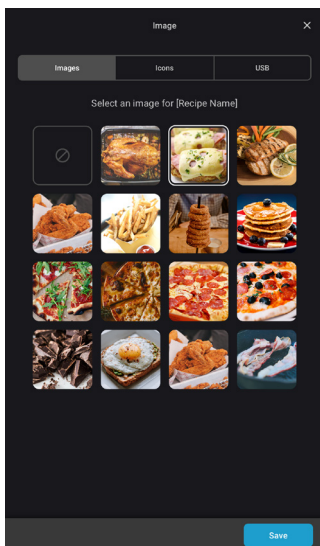 Image
Images
Icons
USB
Select an image for [Recipe Name]
Save